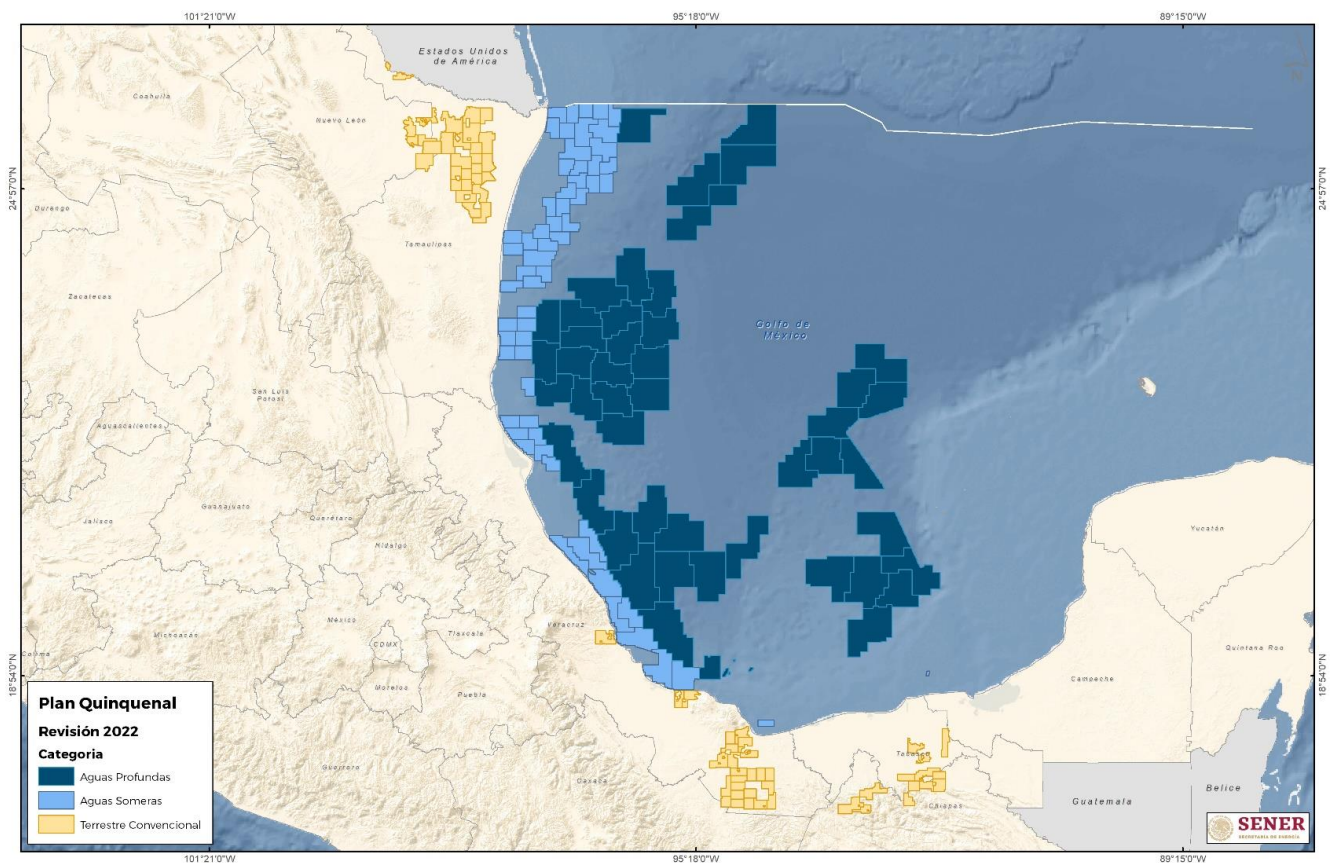 101°21'0"W
95°18'0"W
89°15'0"W
Estados Unidos
de América
Coahuila
Nuevo León
24°57'0"N
24°57'0"N
Durengo
Tamaulipas
Zacatecas
Golfo de
México
San Luis
Potosí
Aguascalientes
Jalisco
Guanajuato
Querétaro
Hidalgo
Yucatán
Michoacán
México
CDMX
Tlaxcala
Veracruz
Colima
Morelos
Puebla
Quintana Roo
Campeche
18°54'0"N
18°54'0"N
Plan Quinquenal
Revisión 2022
Categoria
Aguas Profundas
Aguas Someras
Terrestre Convencional
Guerrero
Oaxaca
Tabasco
Chiapas
Guatemala
Belice
SENER
SECRETARÍA DE ENERGÍA
101°21'0"W
95°18'0"W
89°15'0"W